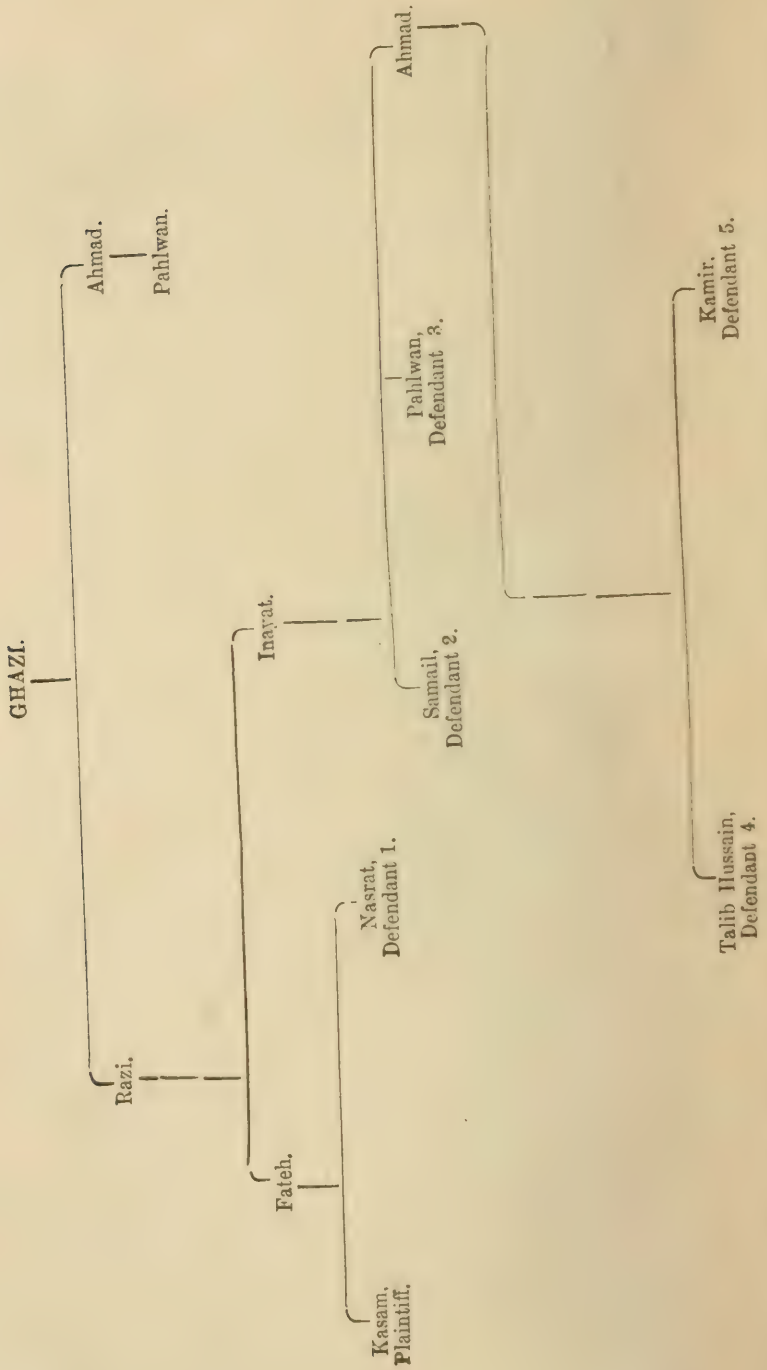 GHAZI.
Razi.
Ahmad.
Pahlwan.
Fateh.
Inayat.
Kasam,
Plaintiff.
Nasrat,
Defendant 1.
Samail,
Defendant 2.
Pahlwan,
Defendant 3.
Ahmad.
Talib Hussain,
Defendant 4.
Kamir.
Defendant 5.